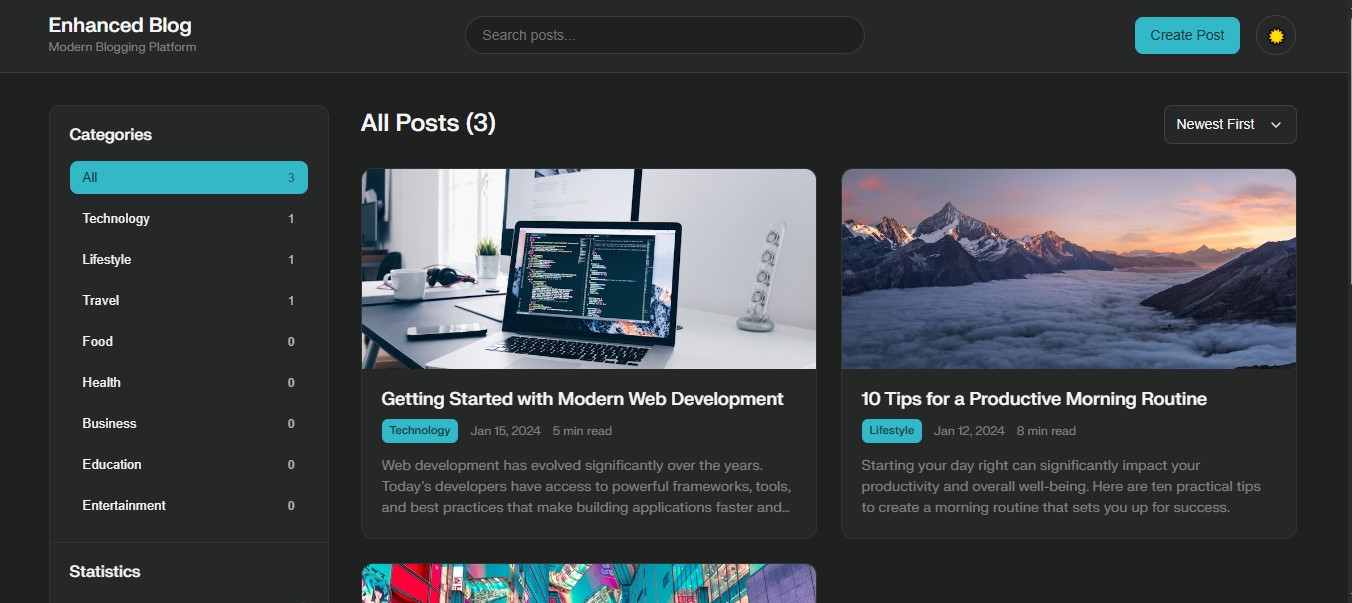 Enhanced Blog
Modern Blogging Platform
Search posts...
Create Post
Categories
All 3
Technology 1
Lifestyle 1
Travel 1
Food 0
Health 0
Business 0
Education 0
Entertainment 0
Statistics
All Posts (3)
Newest First
Getting Started with Modern Web Development
Technology Jan 15, 2024 5 min read
Web development has evolved significantly over the years.
Today's developers have access to powerful frameworks, tools,
and best practices that make building applications faster and...
10 Tips for a Productive Morning Routine
Lifestyle Jan 12, 2024 8 min read
Starting your day right can significantly impact your
productivity and overall well-being. Here are ten practical tips
to create a morning routine that sets you up for success.